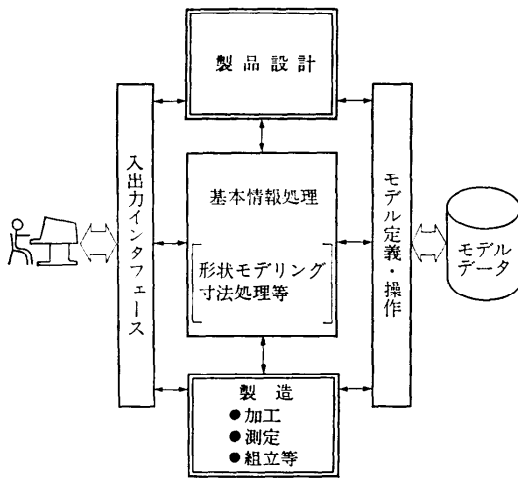 製品設計
入出力インタフェース
基本情報処理
形状モデリング
寸法処理等
モデル定義・操作
モデル
データ
製造
●加工
●測定
●組立等